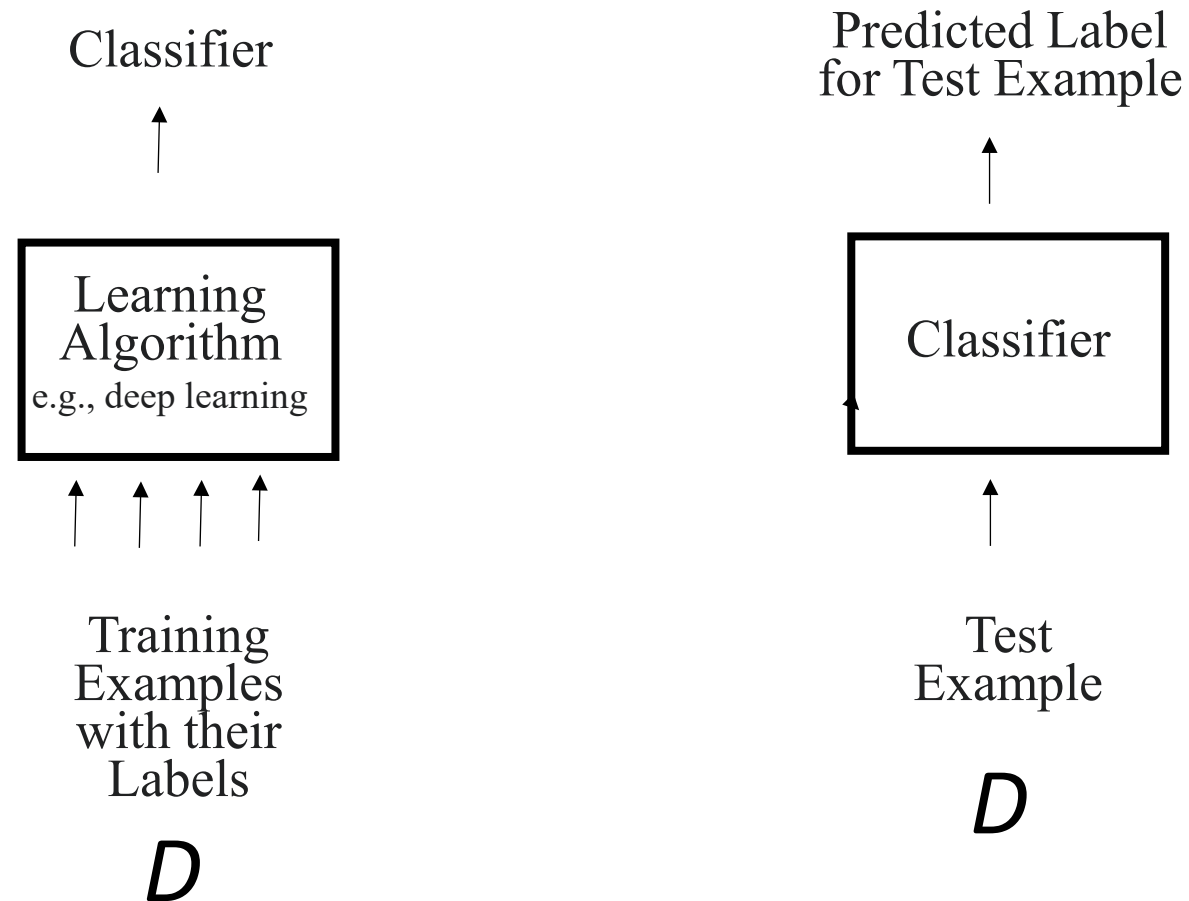 Classifier
Learning
Algorithm
e.g., deep learning
Training
Examples
with their
Labels
D
Predicted Label
for Test Example
Classifier
Test
Example
D